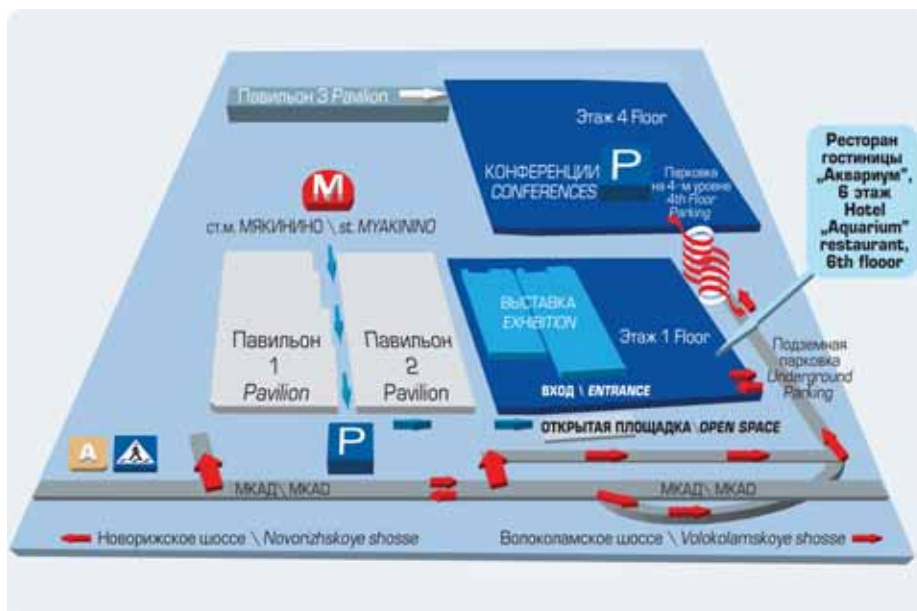 Павильон 3 Pavilion
Этаж 4 Floor
P
КОНФЕРЕНЦИИ
CONFERENCES
Парковка
на 4-м уровне
4th Floor
Parking
Ресторан
гостиницы
„Аквариум”,
6 этаж
Hotel
„Aquarium”
restaurant,
6th flooor
М
ст.м. МЯКИНИНО \ st. MYAKININO
Павильон
1
Pavilion
Павильон
2
Pavilion
ВЫСТАВКА
EXHIBITION
Этаж 1 Floor
ВХОД \ ENTRANCE
Подземная
парковка
Underground
Parking
ОТКРЫТАЯ ПЛОЩАДКА \ OPEN SPACE
А
P
МКАД \ MKAD
МКАД \ MKAD
Новорижское шоссе \ Novorizhskoye shosse
Волоколамское шоссе \ Volokolamskoye shosse